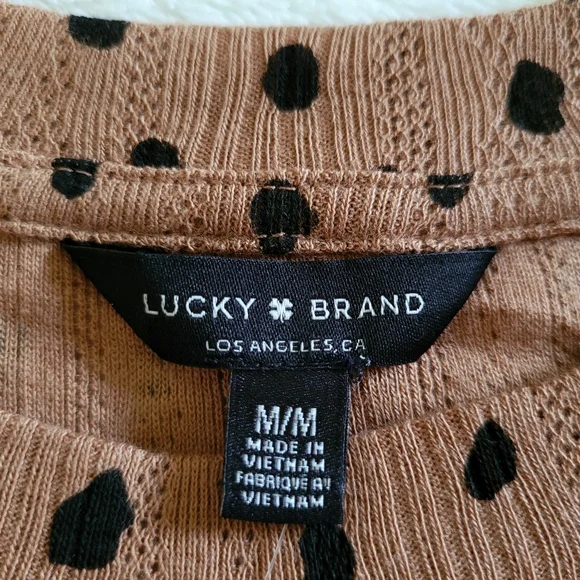 LUCKY BRAND
LOS ANGELES, CA
M/M
MADE IN
VIETNAM
FABRIQUÉ AU
VIETNAM